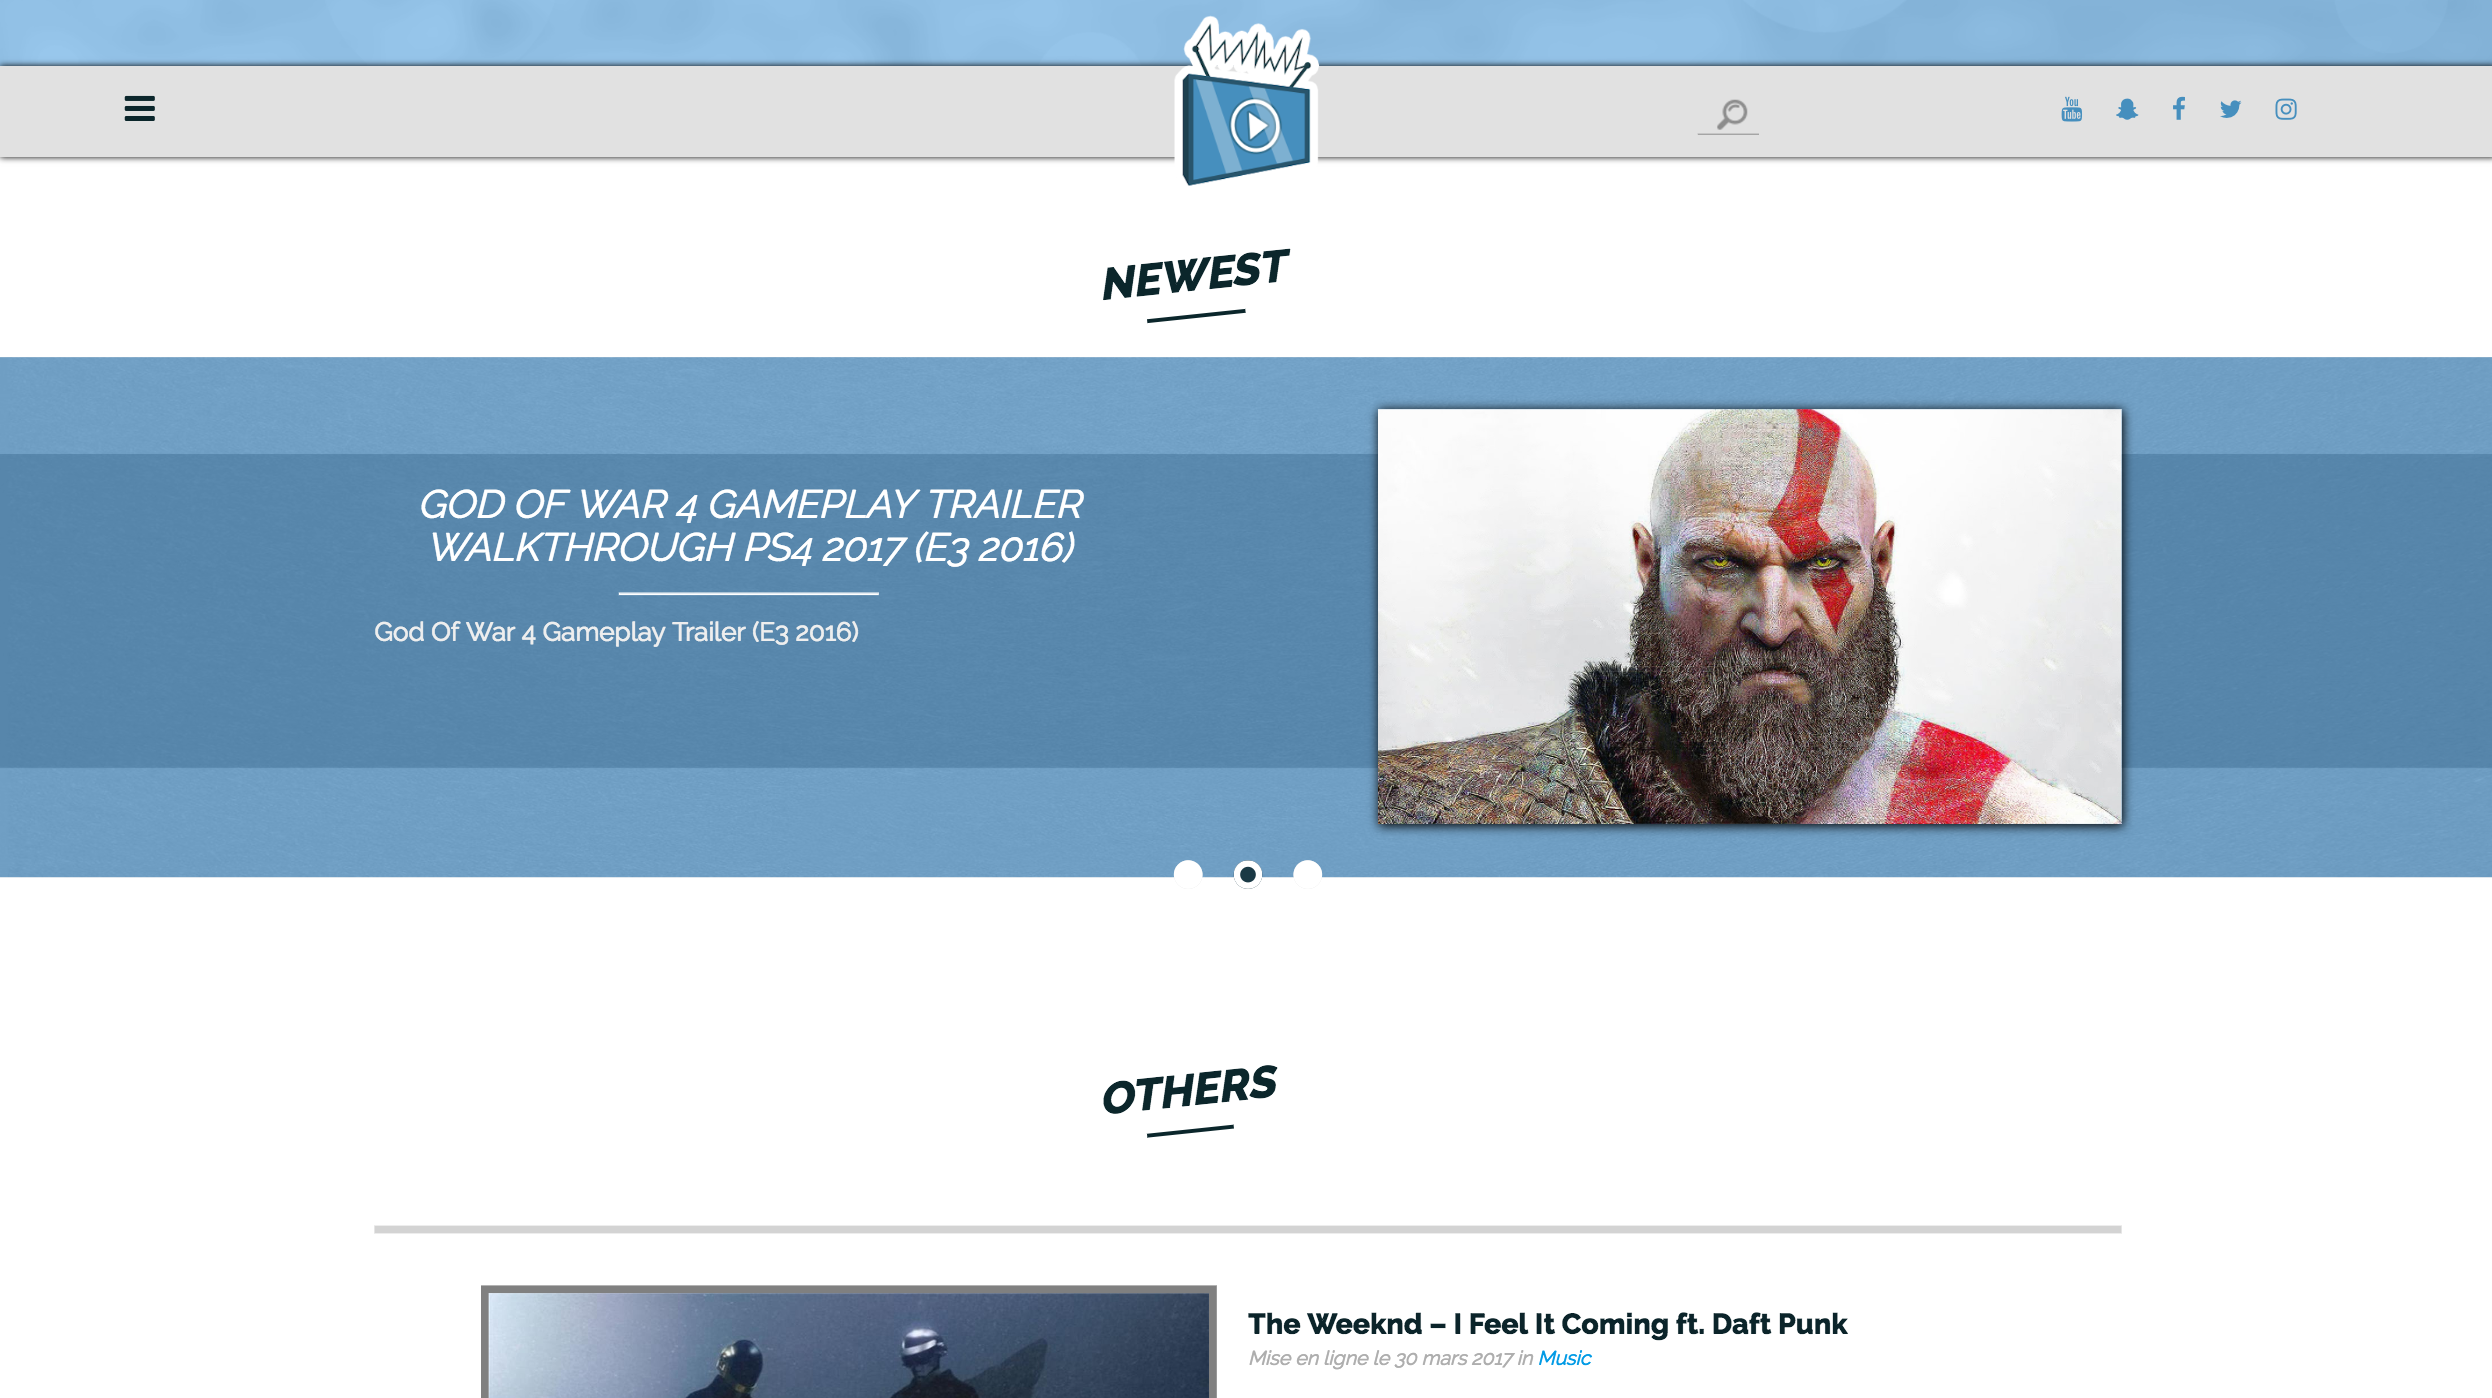 You
Tube
NEWEST
GOD OF WAR 4 GAMEPLAY TRAILER
WALKTHROUGH PS4 2017 (E3 2016)
God Of War 4 Gameplay Trailer (E3 2016)
OTHERS
The Weeknd – I Feel It Coming ft. Daft Punk
Mise en ligne le 30 mars 2017 in Music